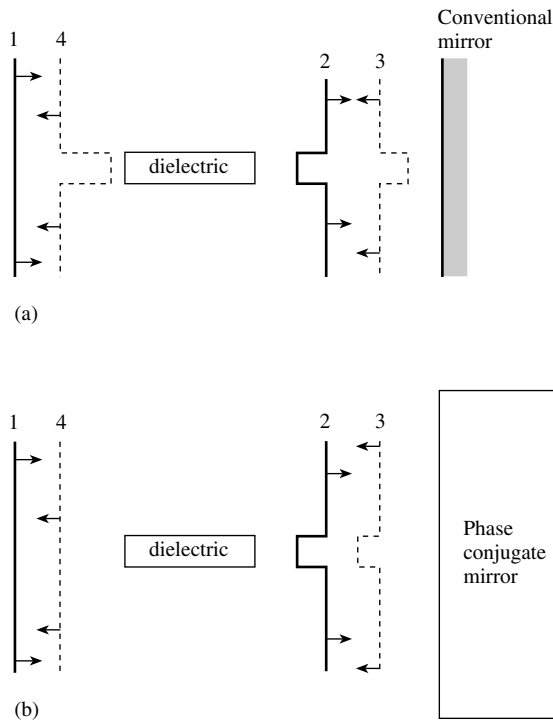 Conventional
mirror
1 4
2 3
dielectric
(a)
1 4
2 3
dielectric
Phase
conjugate
mirror
(b)